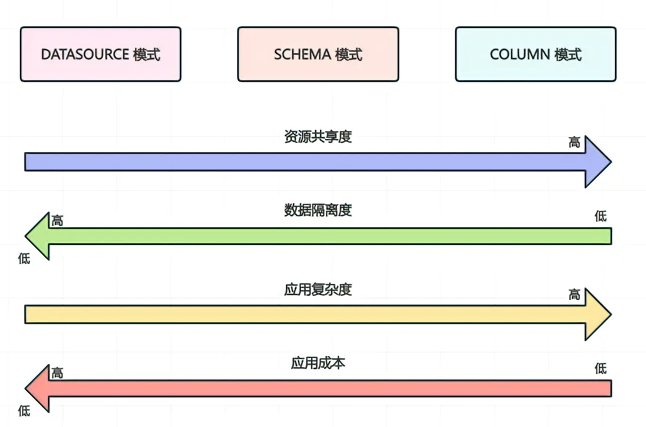 DATASOURCE 模式
SCHEMA 模式
COLUMN 模式
资源共享度
高
数据隔离度
高
低
低
应用复杂度
高
应用成本
高
低
低